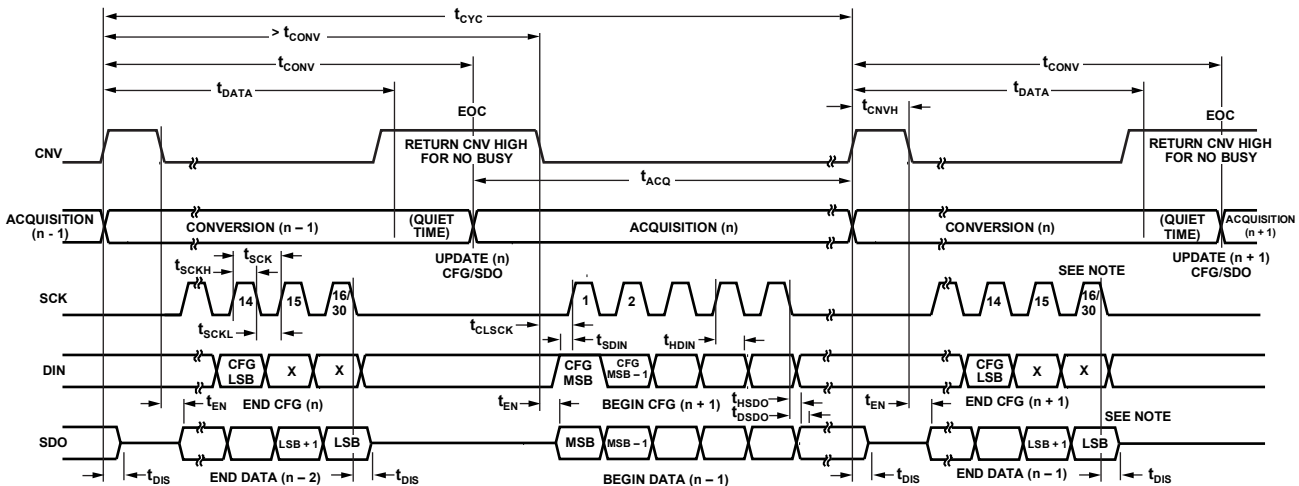 tCYC
> tCONV
tCONV
tCONV
tDATA
tDATA
tCNVH
EOC
EOC
CNV
RETURN CNV HIGH
FOR NO BUSY
RETURN CNV HIGH
FOR NO BUSY
tACQ
ACQUISITION
(n - 1)
CONVERSION (n – 1)
(QUIET
TIME)
ACQUISITION (n)
CONVERSION (n)
(QUIET
TIME)
ACQUISITION
(n + 1)
UPDATE (n)
CFG/SDO
UPDATE (n + 1)
CFG/SDO
tSCKH
tSCK
SEE NOTE
SCK
14
15
16/
30
1
2
14
15
16/
30
tSCKL
tCLSCK
tSDIN
tHDIN
DIN
CFG
LSB
X
X
CFG
MSB
CFG
MSB – 1
CFG
LSB
X
X
tEN
END CFG (n)
tEN
BEGIN CFG (n + 1)
tHSDO
tDSDO
tEN
END CFG (n + 1)
SEE NOTE
SDO
LSB + 1
LSB
MSB
MSB – 1
LSB + 1
LSB
tDIS
END DATA (n – 2)
tDIS
BEGIN DATA (n – 1)
tDIS
END DATA (n – 1)
tDIS